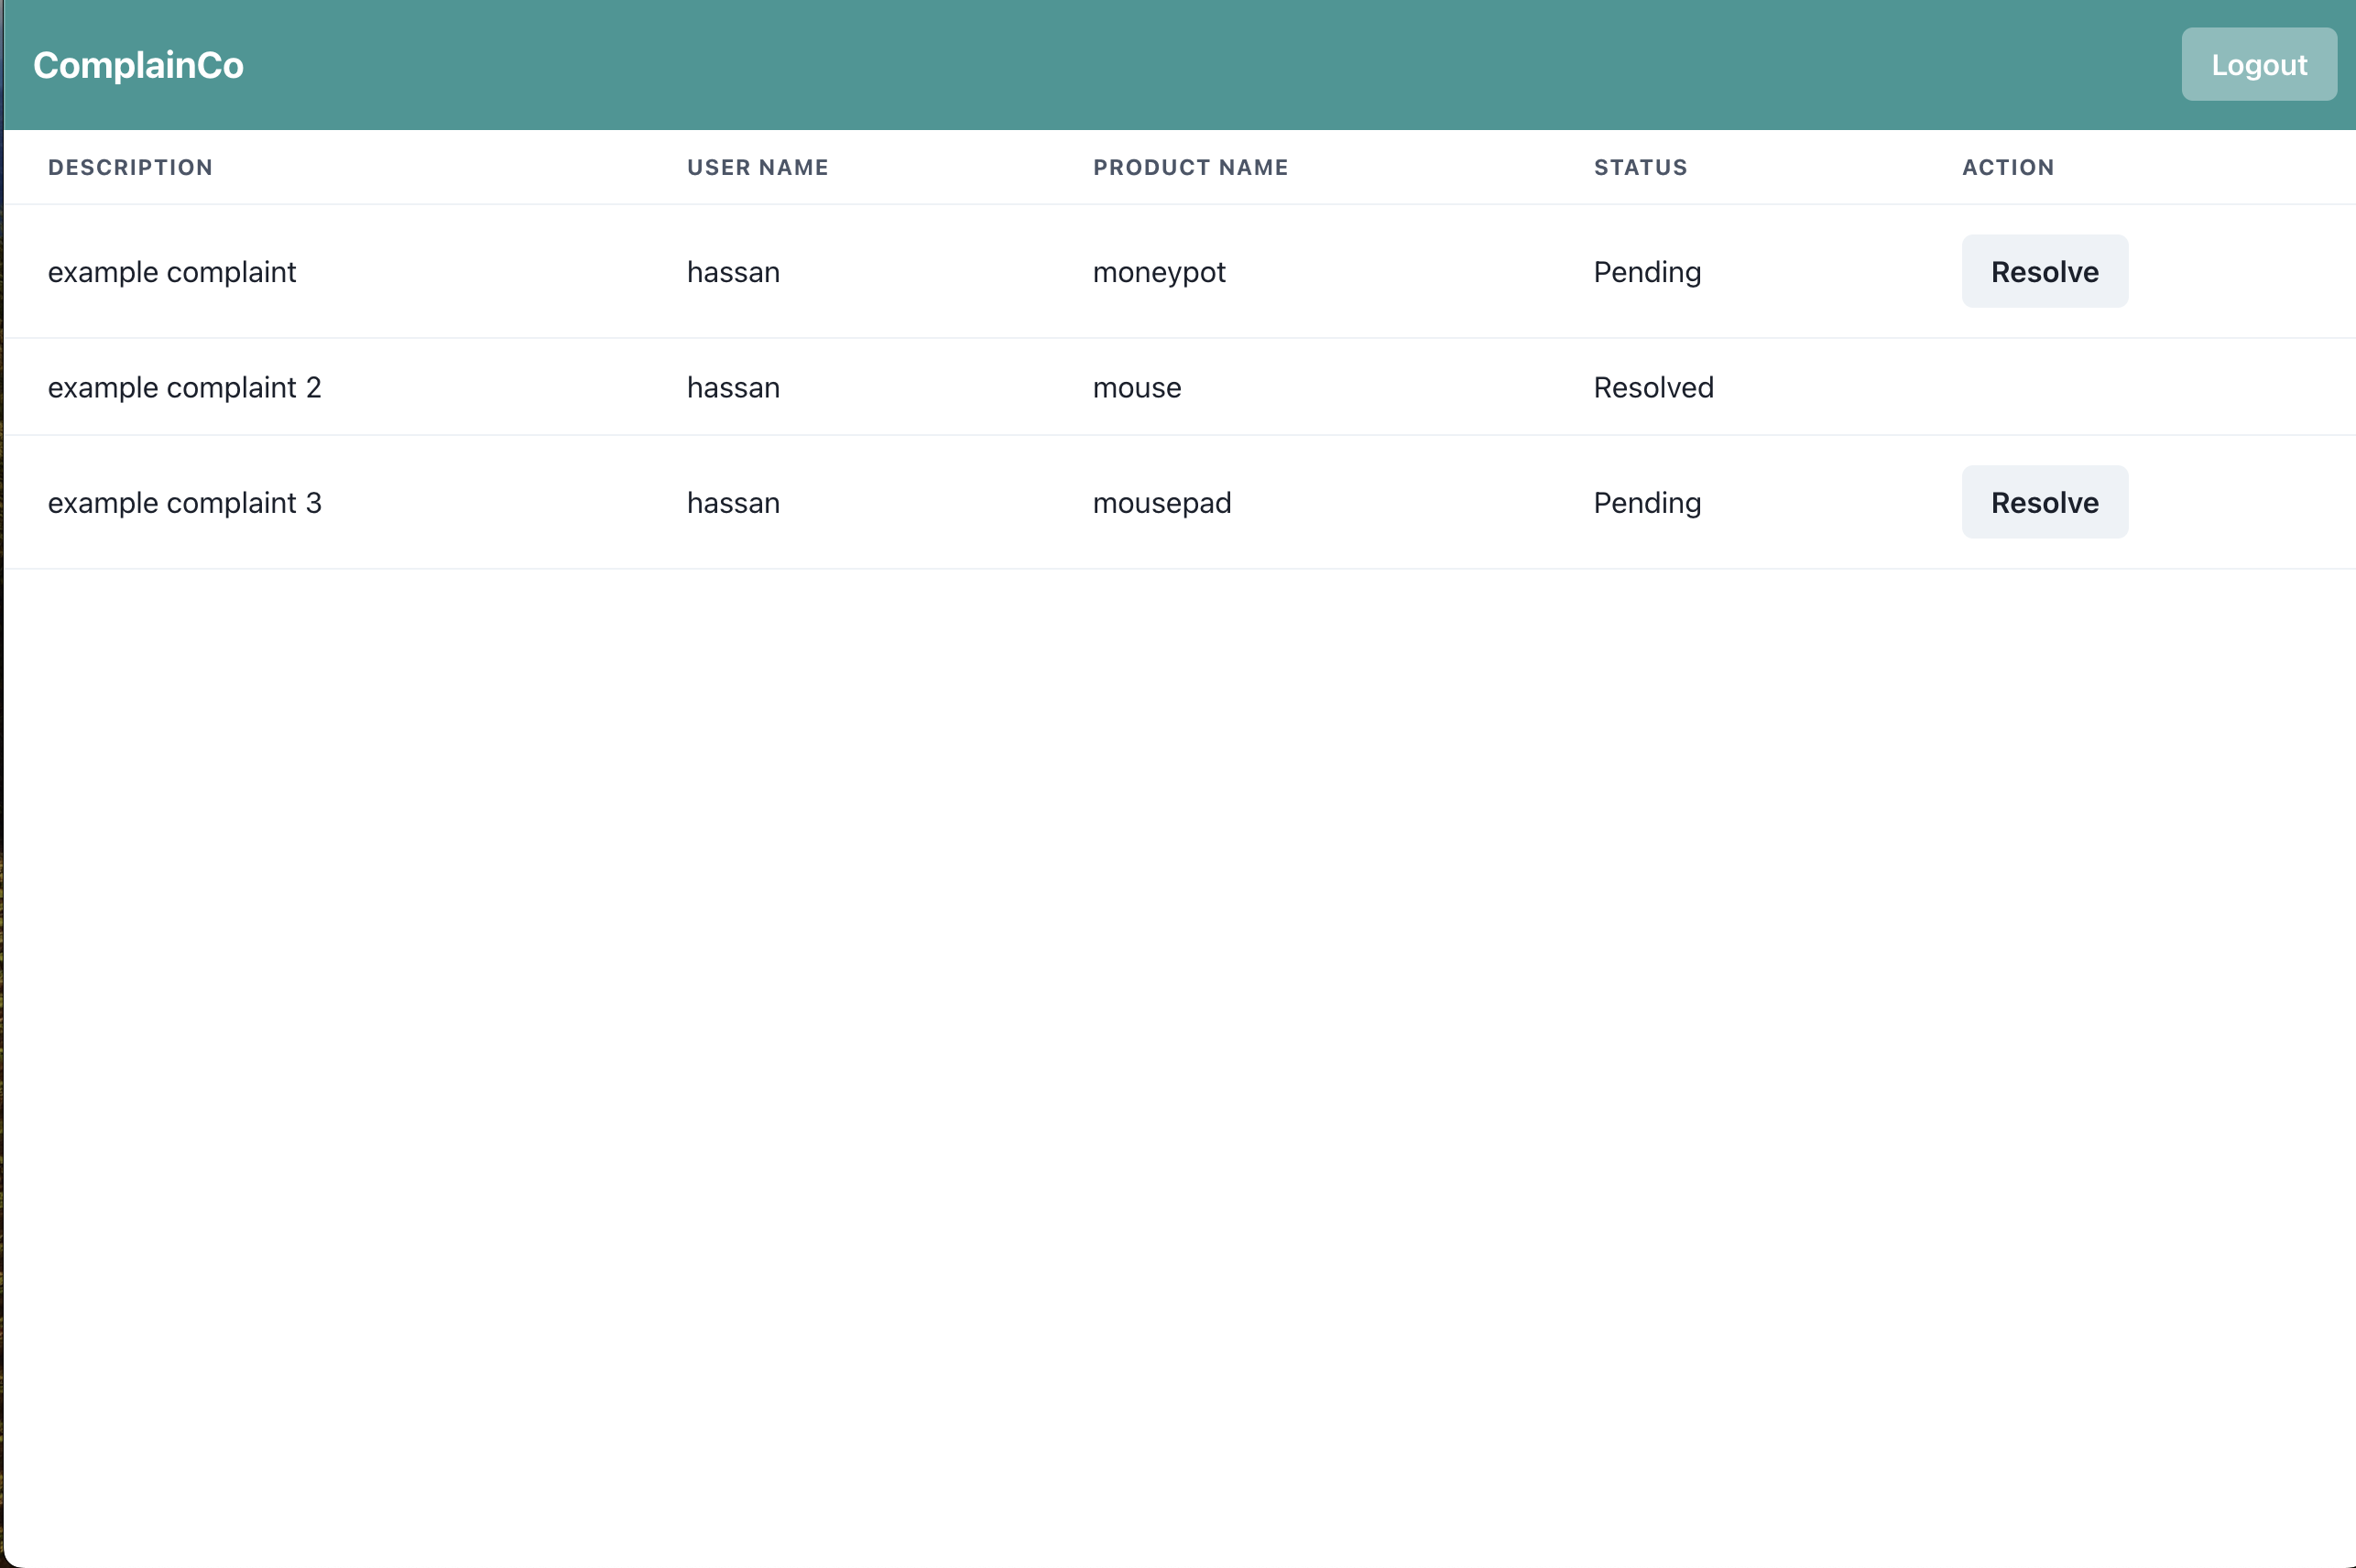 ComplainCo Logout
DESCRIPTION USER NAME PRODUCT NAME STATUS ACTION
example complaint hassan moneypot Pending Resolve
example complaint 2 hassan mouse Resolved
example complaint 3 hassan mousepad Pending Resolve